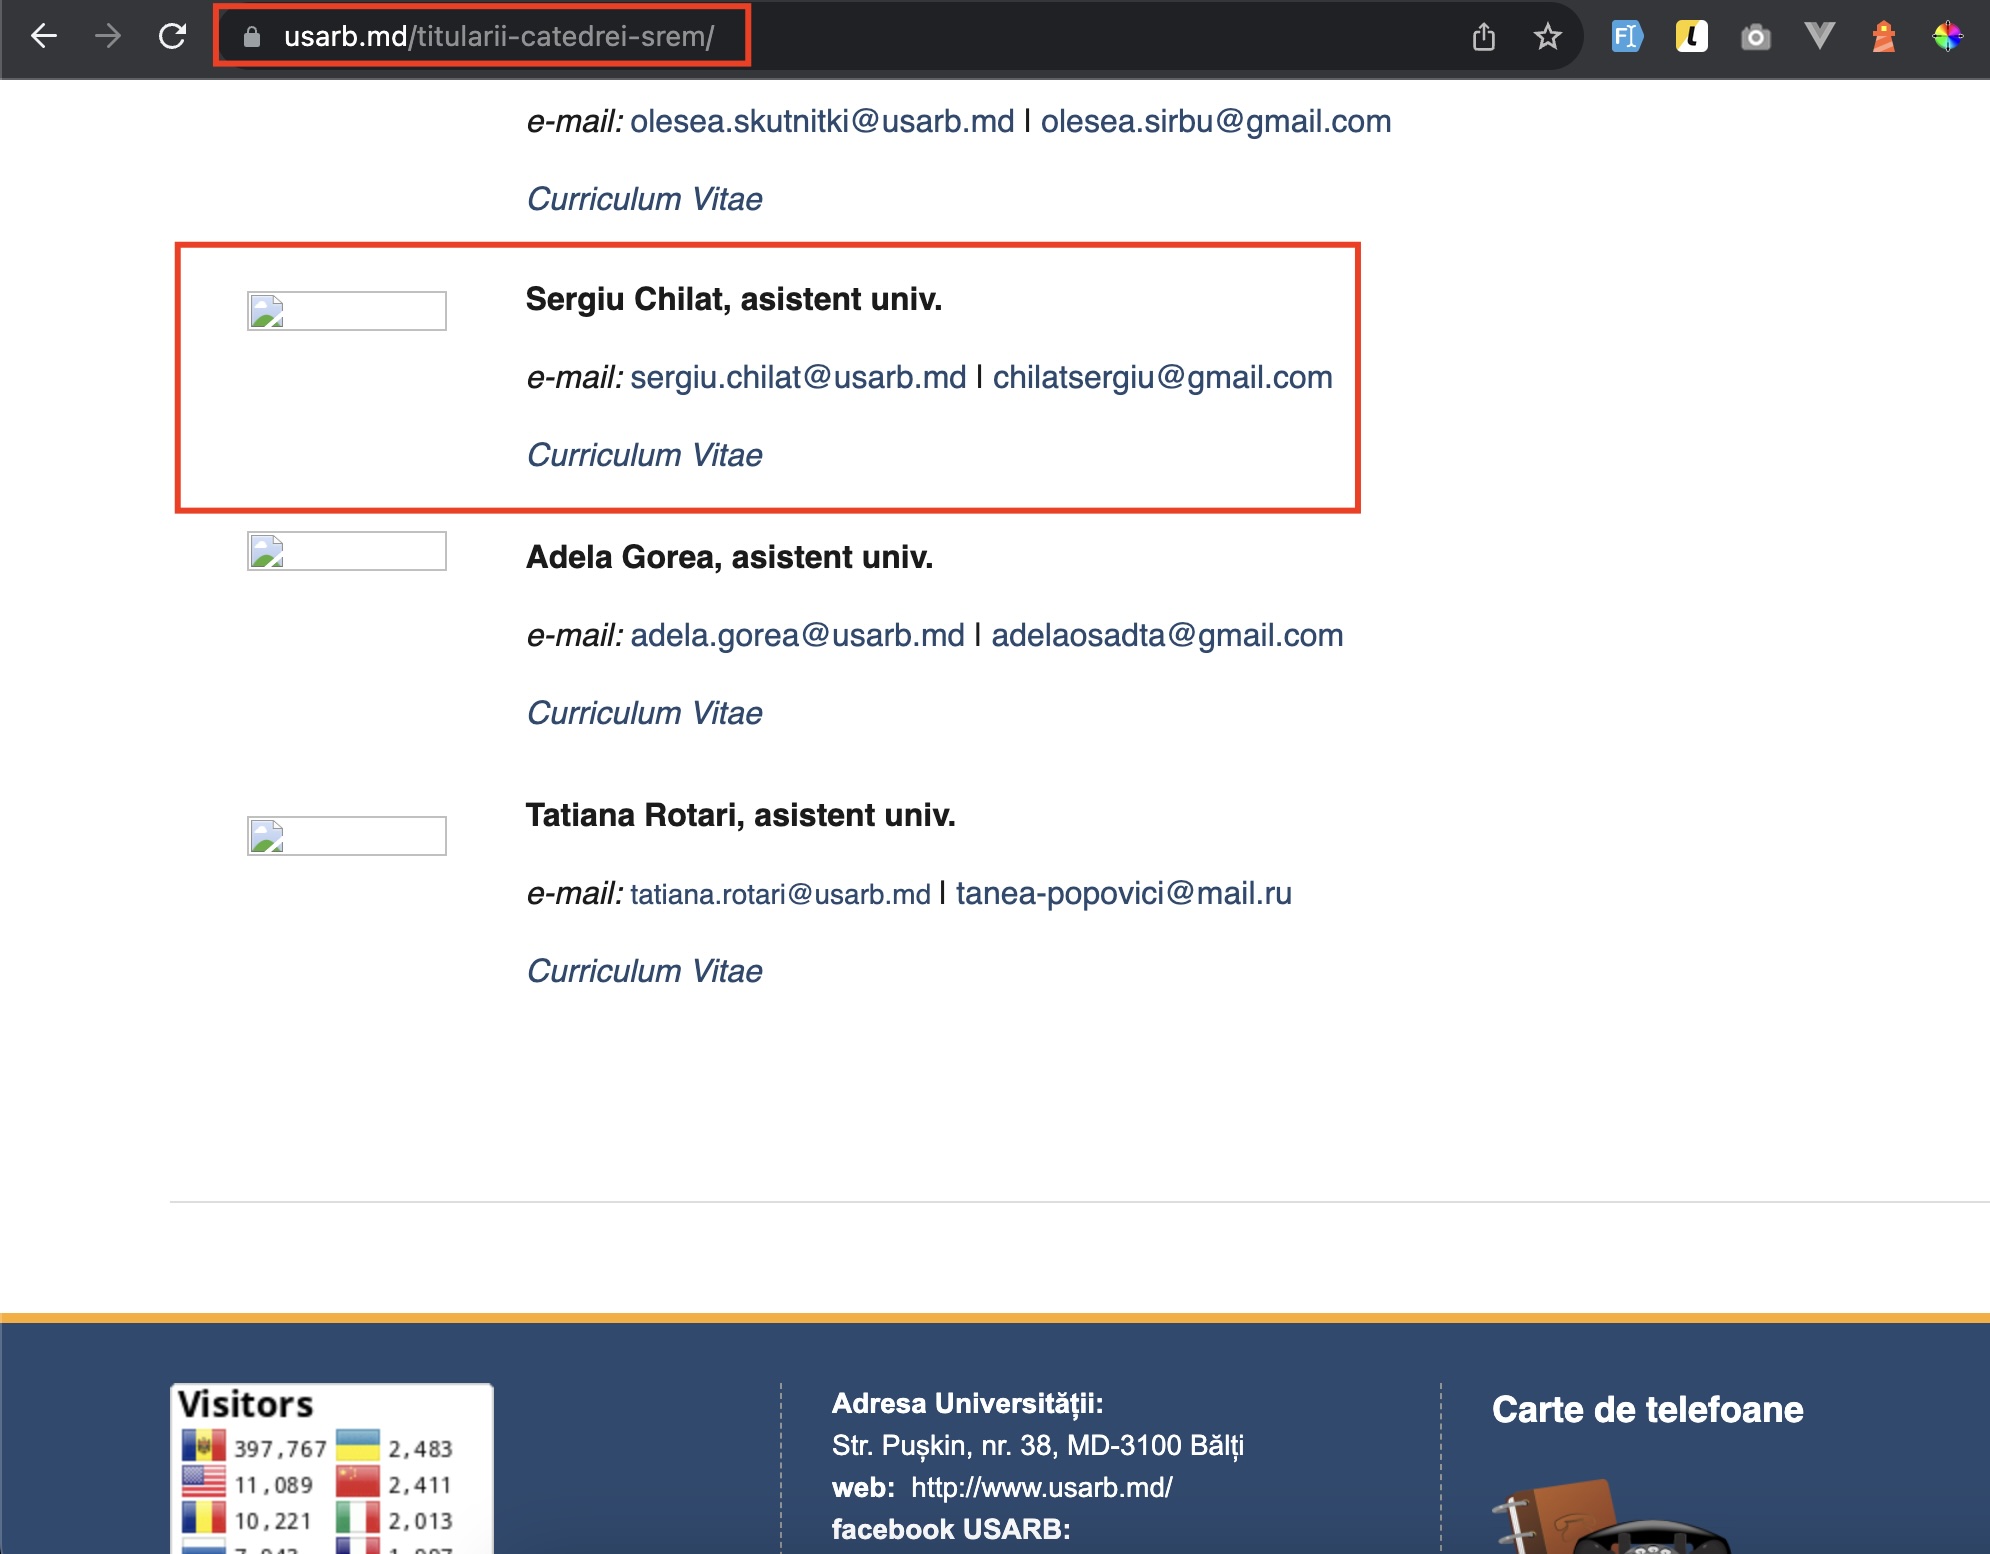 usarb.md/titularii-catedrei-srem/
e-mail: olesea.skutnitki@usarb.md | olesea.sirbu@gmail.com
Curriculum Vitae
Sergiu Chilat, asistent univ.
e-mail: sergiu.chilat@usarb.md | chilatsergiu@gmail.com
Curriculum Vitae
Adela Gorea, asistent univ.
e-mail: adela.gorea@usarb.md | adelaosadta@gmail.com
Curriculum Vitae
Tatiana Rotari, asistent univ.
e-mail: tatiana.rotari@usarb.md | tanea-popovici@mail.ru
Curriculum Vitae
Visitors
397,767 2,483
11,089 2,411
10,221 2,013
Adresa Universității:
Str. Pușkin, nr. 38, MD-3100 Bălți
web: http://www.usarb.md/
facebook USARB:
Carte de telefoane